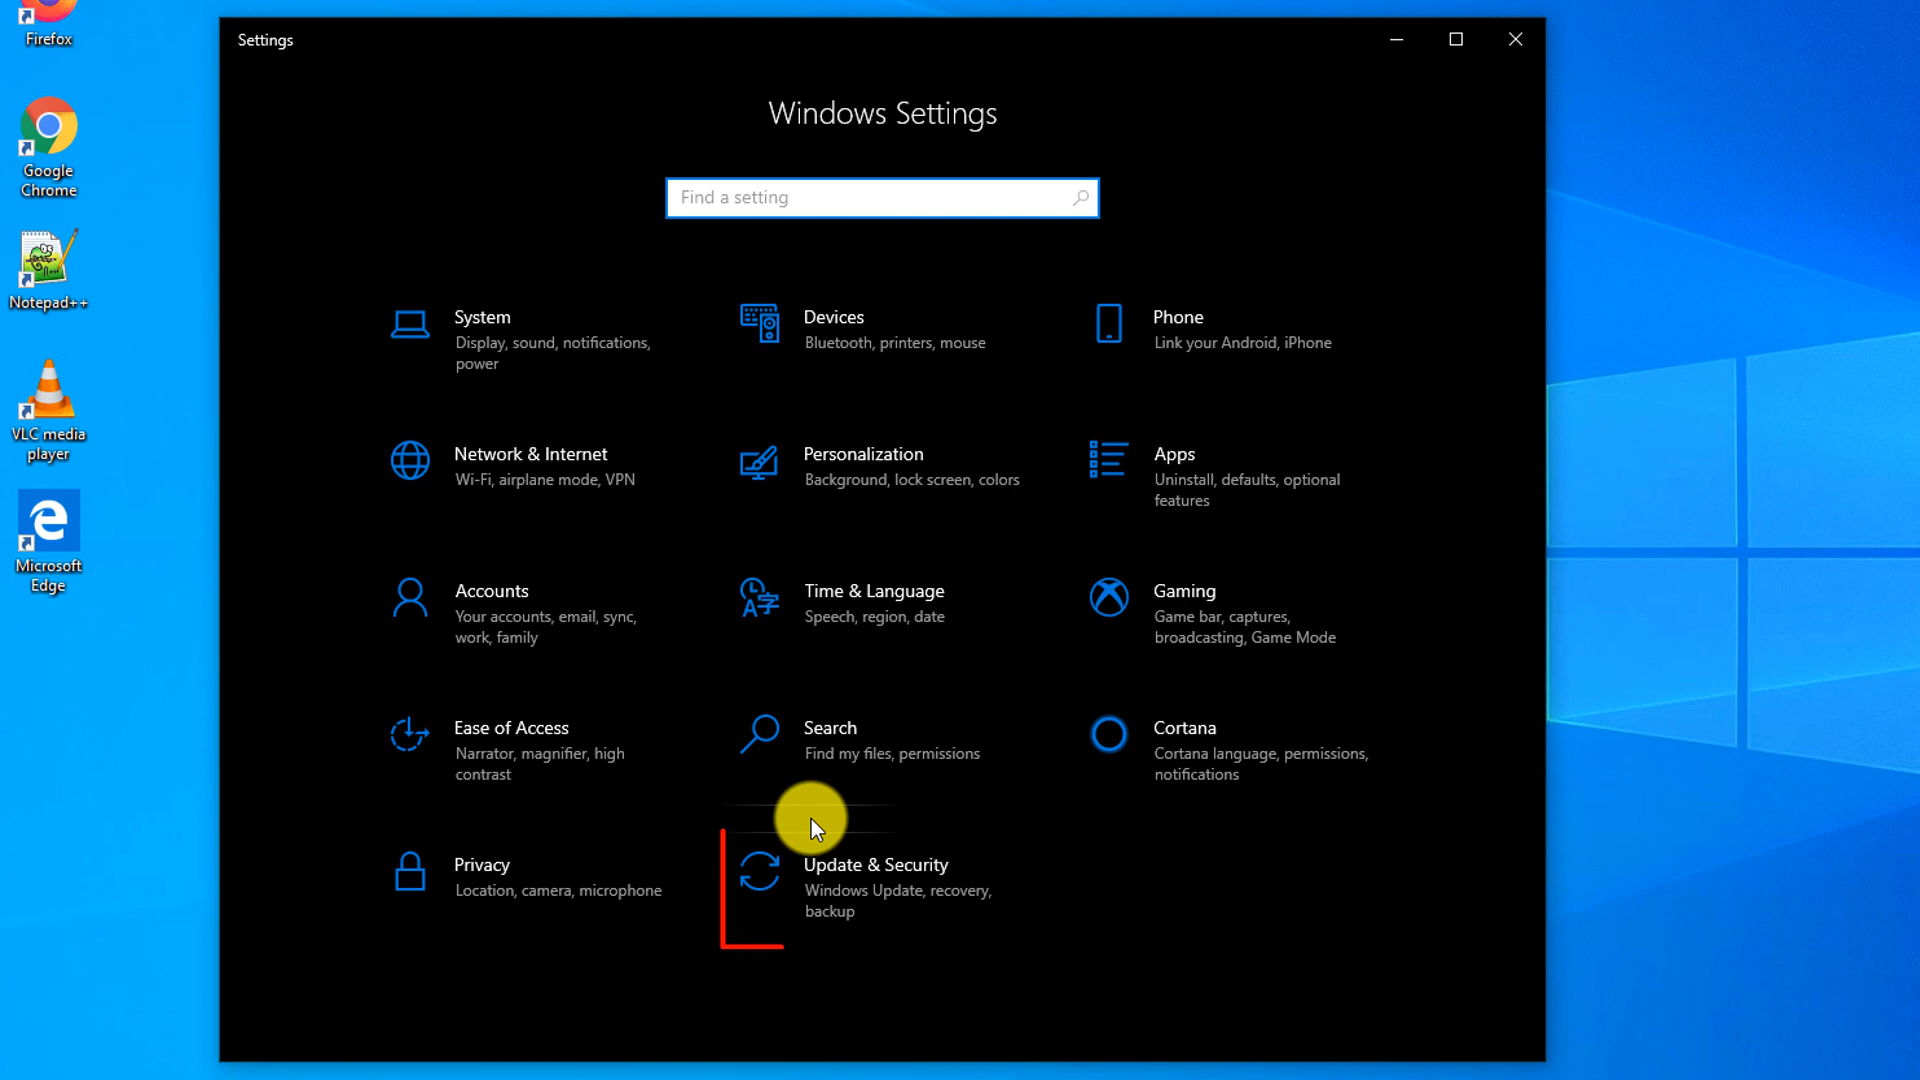 Firefox
Google
Chrome
Notepad++
VLC media
player
Microsoft
Edge
Settings
Windows Settings
Find a setting
System
Display, sound, notifications,
power
Devices
Bluetooth, printers, mouse
Phone
Link your Android, iPhone
Network & Internet
Wi-Fi, airplane mode, VPN
Personalization
Background, lock screen, colors
Apps
Uninstall, defaults, optional
features
Accounts
Your accounts, email, sync,
work, family
Time & Language
Speech, region, date
Gaming
Game bar, captures,
broadcasting, Game Mode
Ease of Access
Narrator, magnifier, high
contrast
Search
Find my files, permissions
Cortana
Cortana language, permissions,
notifications
Privacy
Location, camera, microphone
Update & Security
Windows Update, recovery,
backup